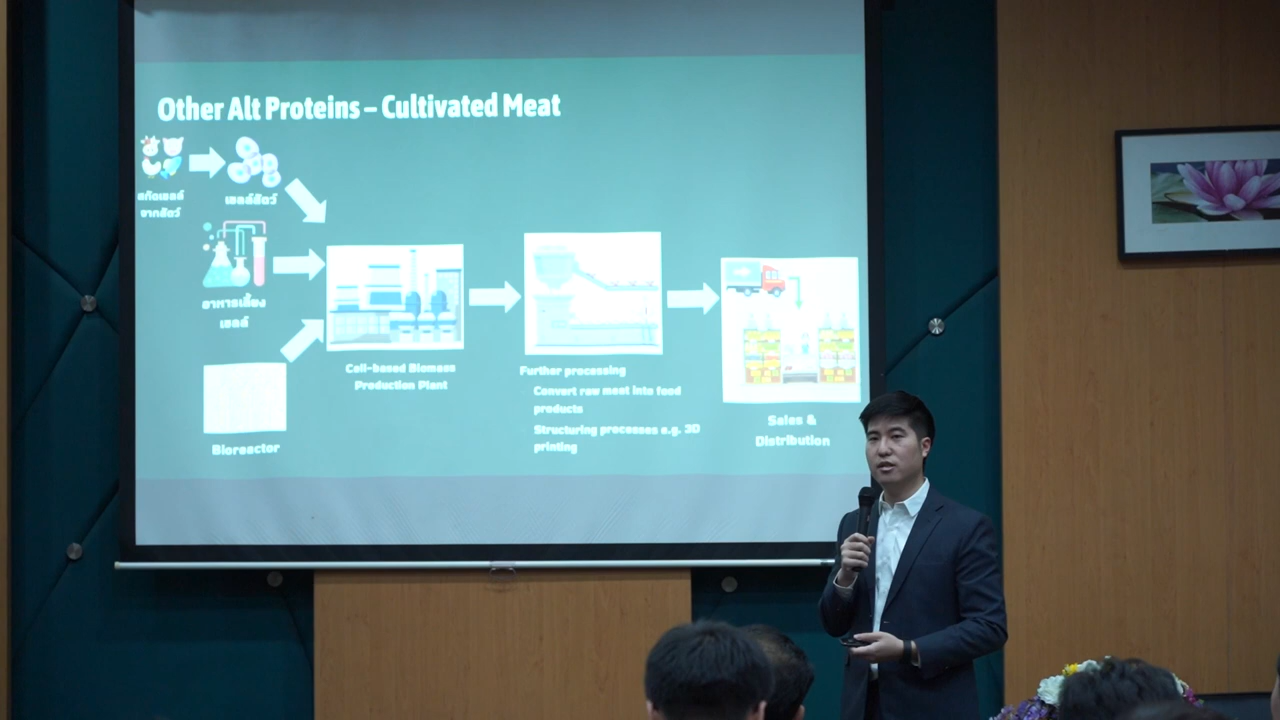 Other Alt Proteins – Cultivated Meat
สกัดเซลล์
จากสัตว์
เซลล์สัตว์
อาหารเลี้ยง
เซลล์
Bioreactor
Cell-based Biomass
Production Plant
Further processing
Convert raw meat into food
products
Structuring processes e.g. 3D
printing
Sales &
Distribution